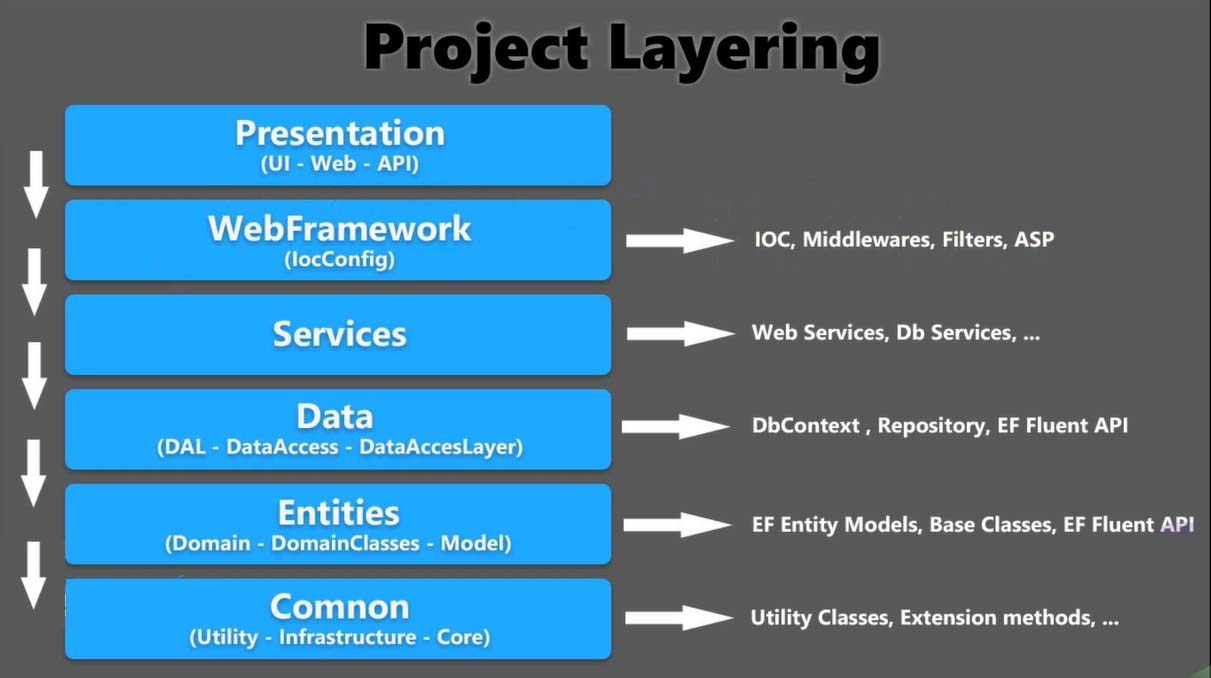 Project Layering
Presentation
(UI - Web - API)
WebFramework
(IocConfig)
IOC, Middlewares, Filters, ASP
Services
Web Services, Db Services, ...
Data
(DAL - DataAccess - DataAccesLayer)
DbContext , Repository, EF Fluent API
Entities
(Domain - DomainClasses - Model)
EF Entity Models, Base Classes, EF Fluent API
Comnon
(Utility - Infrastructure - Core)
Utility Classes, Extension methods, ...